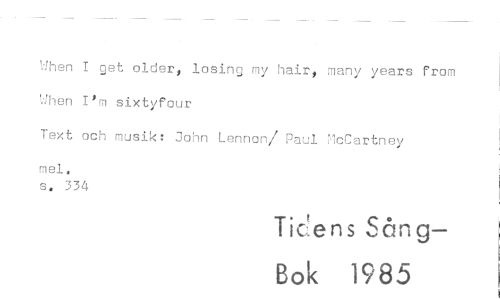 When I get older, losing my hair, many years from
When I'm sixtyfour
Text och musik: John Lennon/ Paul McCartney
mel.
s. 334
Tidens Sång-
Bok 1985